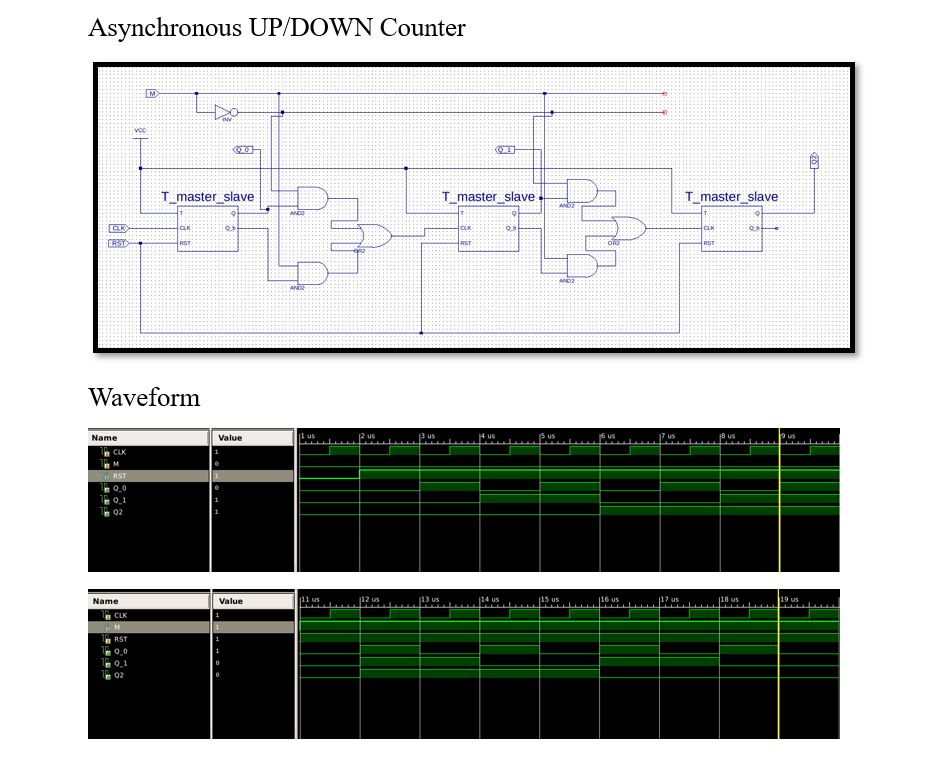 Asynchronous UP/DOWN Counter
M
INV
VCC
Q_0
Q_1
Q2
T_master_slave
T_master_slave
T_master_slave
T Q
CLK Q_b
RST
AND2
AND2
OR2
T Q
CLK Q_b
RST
AND2
AND2
OR2
T Q
CLK Q_b
RST
CLK
RST
Waveform
Name Value 1 us 2 us 3 us 4 us 5 us 6 us 7 us 8 us 9 us
CLK 1
M 0
RST 1
Q_0 0
Q_1 1
Q2 1
Name Value 11 us 12 us 13 us 14 us 15 us 16 us 17 us 18 us 19 us
CLK 1
M 1
RST 1
Q_0 1
Q_1 0
Q2 0